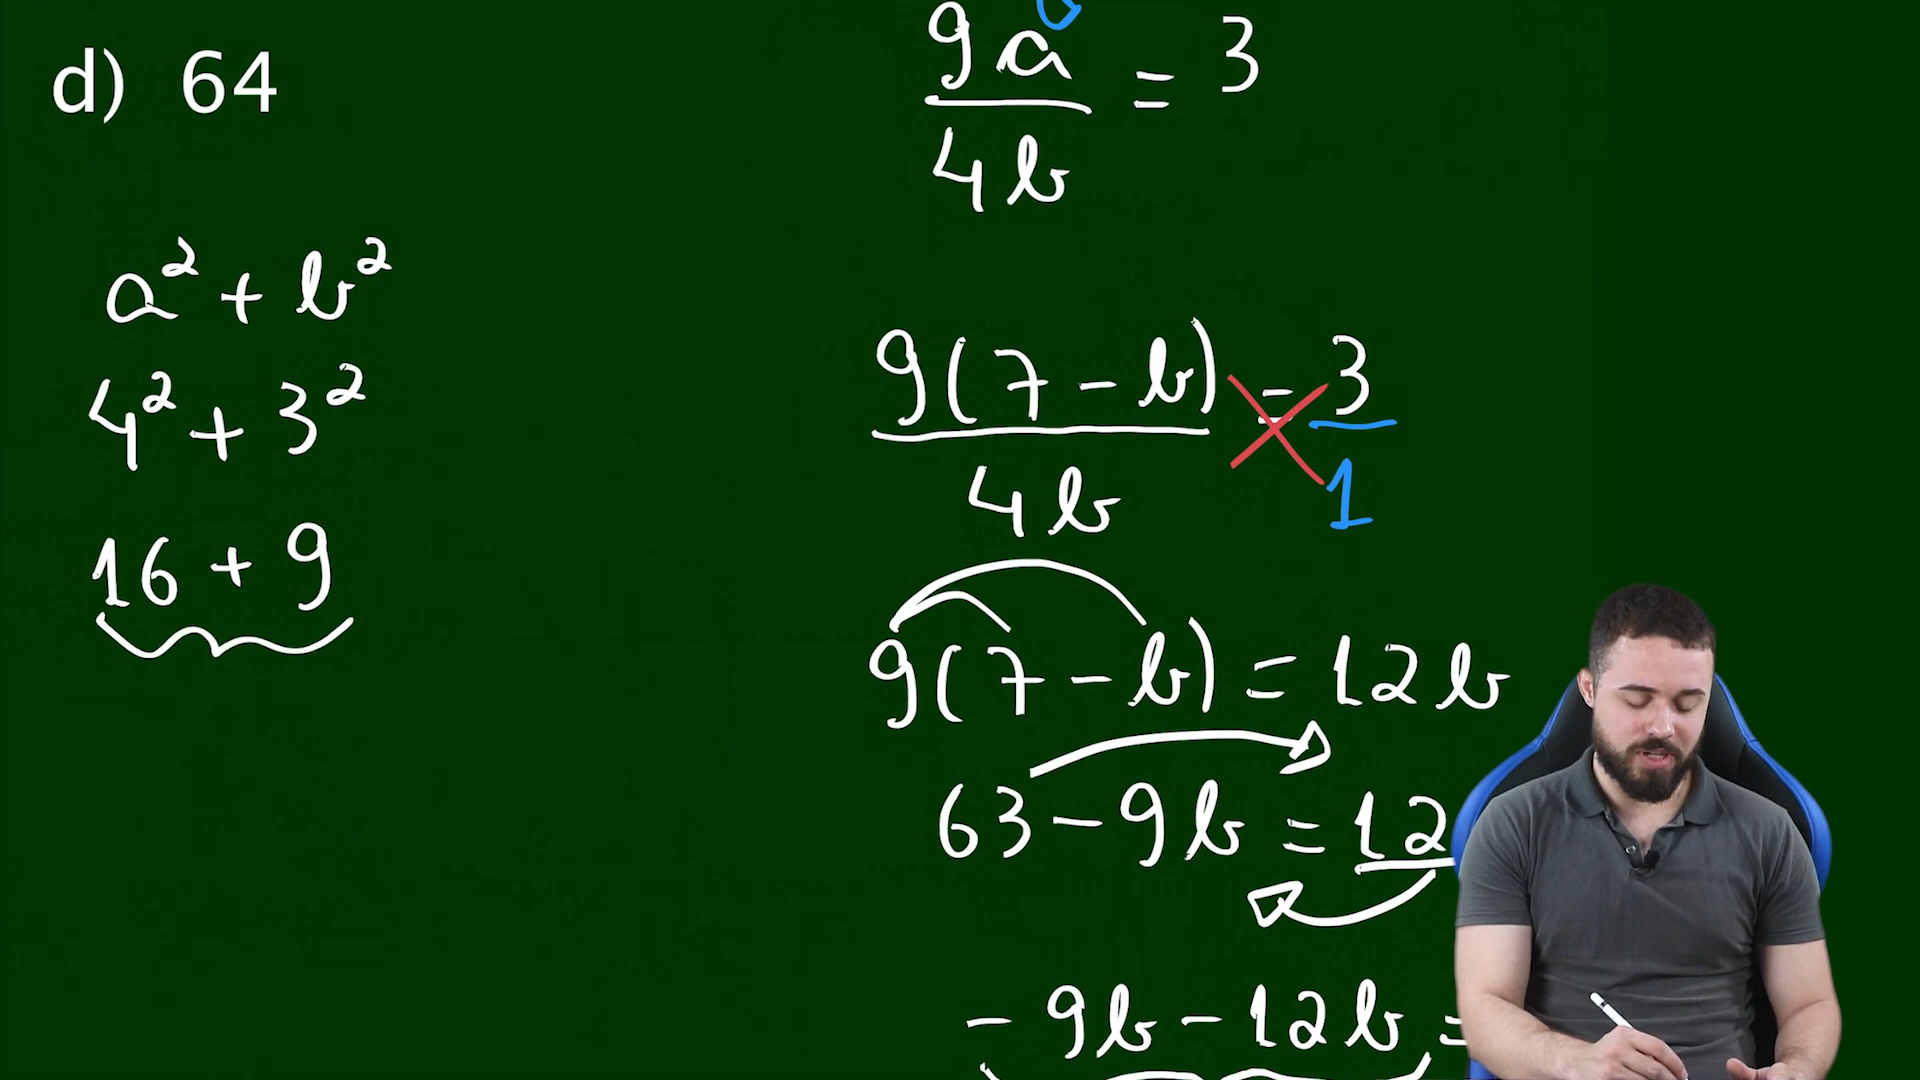 d) 64
a² + b²
4² + 3²
16 + 9
9a
— = 3
4b
9(7 - b) = 3
4b 1
9(7 - b) = 12b
63 - 9b = 12
- 9b - 12b =